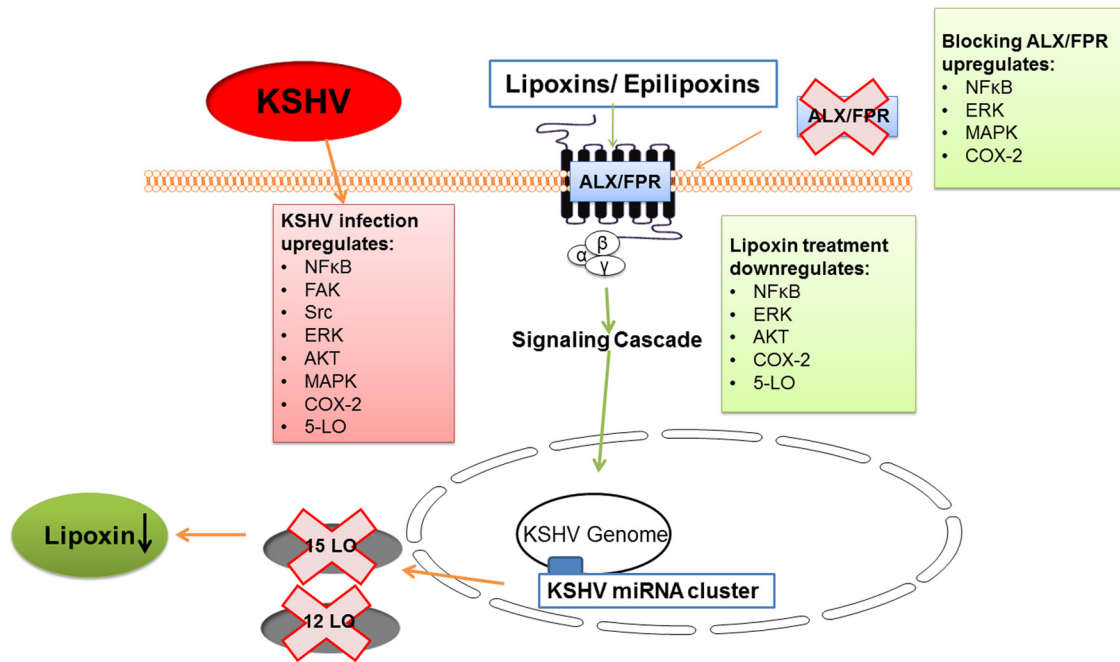 KSHV
Lipoxins/ Epilipoxins
ALX/FPR
Blocking ALX/FPR
upregulates:
• NFκB
• ERK
• MAPK
• COX-2
ALX/FPR
KSHV infection
upregulates:
• NFκB
• FAK
• Src
• ERK
• AKT
• MAPK
• COX-2
• 5-LO
α
β
γ
Signaling Cascade
Lipoxin treatment
downregulates:
• NFκB
• ERK
• AKT
• COX-2
• 5-LO
Lipoxin
15 LO
12 LO
KSHV Genome
KSHV miRNA cluster